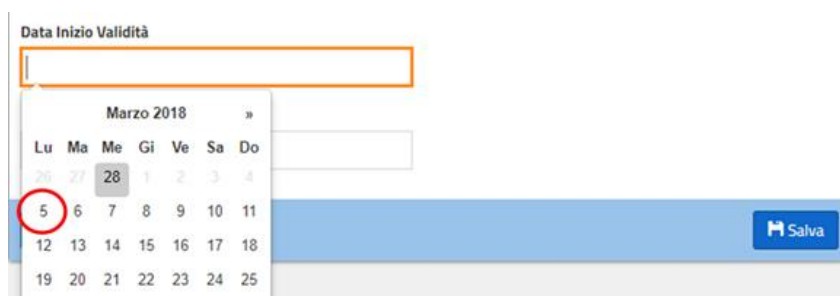 Data Inizio Validità
Marzo 2018 »
Lu Ma Me Gi Ve Sa Do
26 27 28 1 2 3 4
5 6 7 8 9 10 11
12 13 14 15 16 17 18
Salva
19 20 21 22 23 24 25